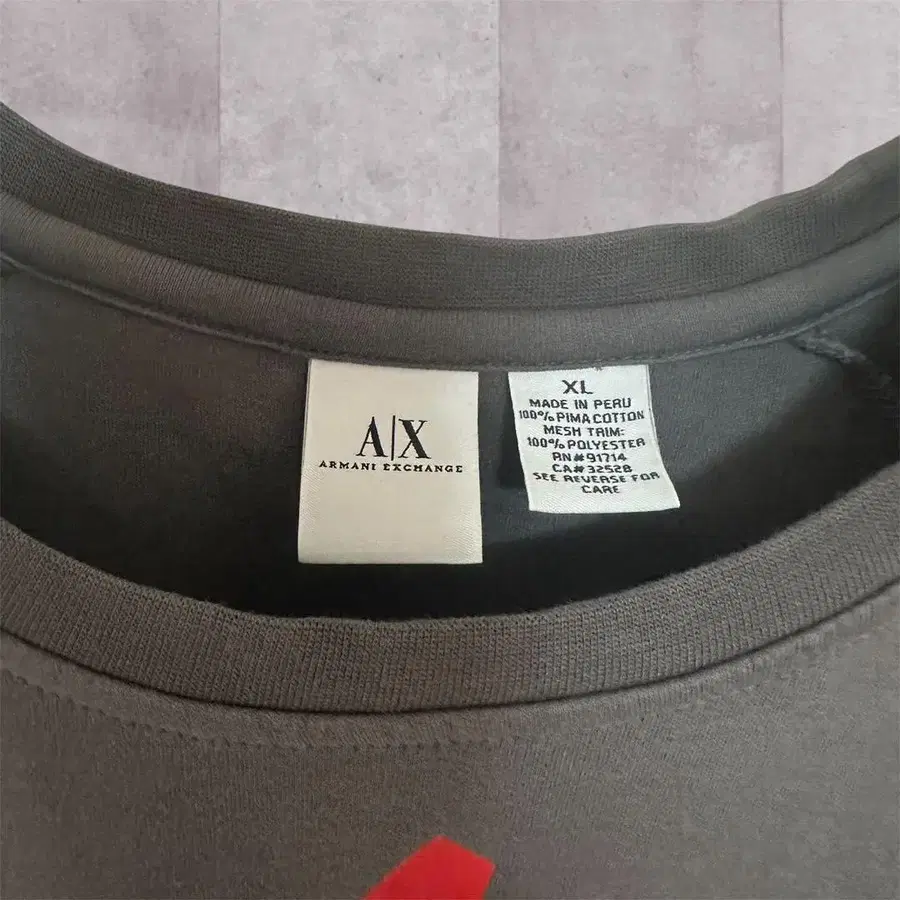 A|X
ARMANI EXCHANGE
XL
MADE IN PERU
100% PIMA COTTON
MESH TRIM:
100% POLYESTER
RN#91714
CA#32528
SEE REVERSE FOR
CARE